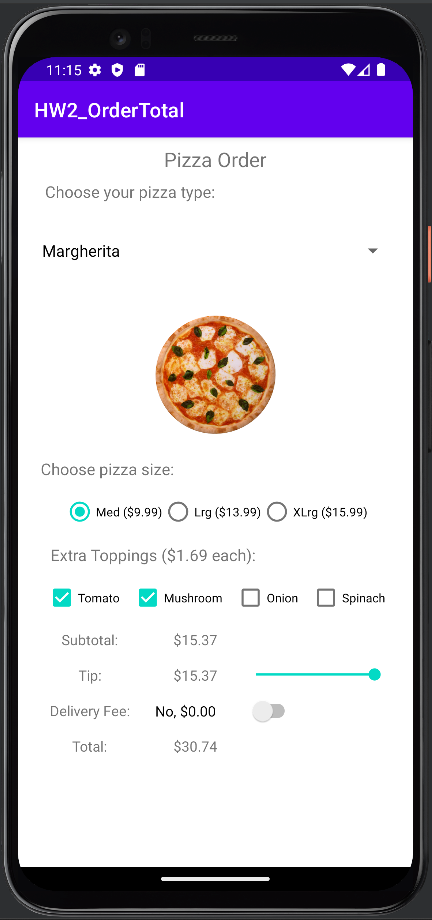 11:15
HW2_OrderTotal
Pizza Order
Choose your pizza type:
Margherita
Choose pizza size:
Med ($9.99) Lrg ($13.99) XLrg ($15.99)
Extra Toppings ($1.69 each):
Tomato Mushroom Onion Spinach
Subtotal: $15.37
Tip: $15.37
Delivery Fee: No, $0.00
Total: $30.74